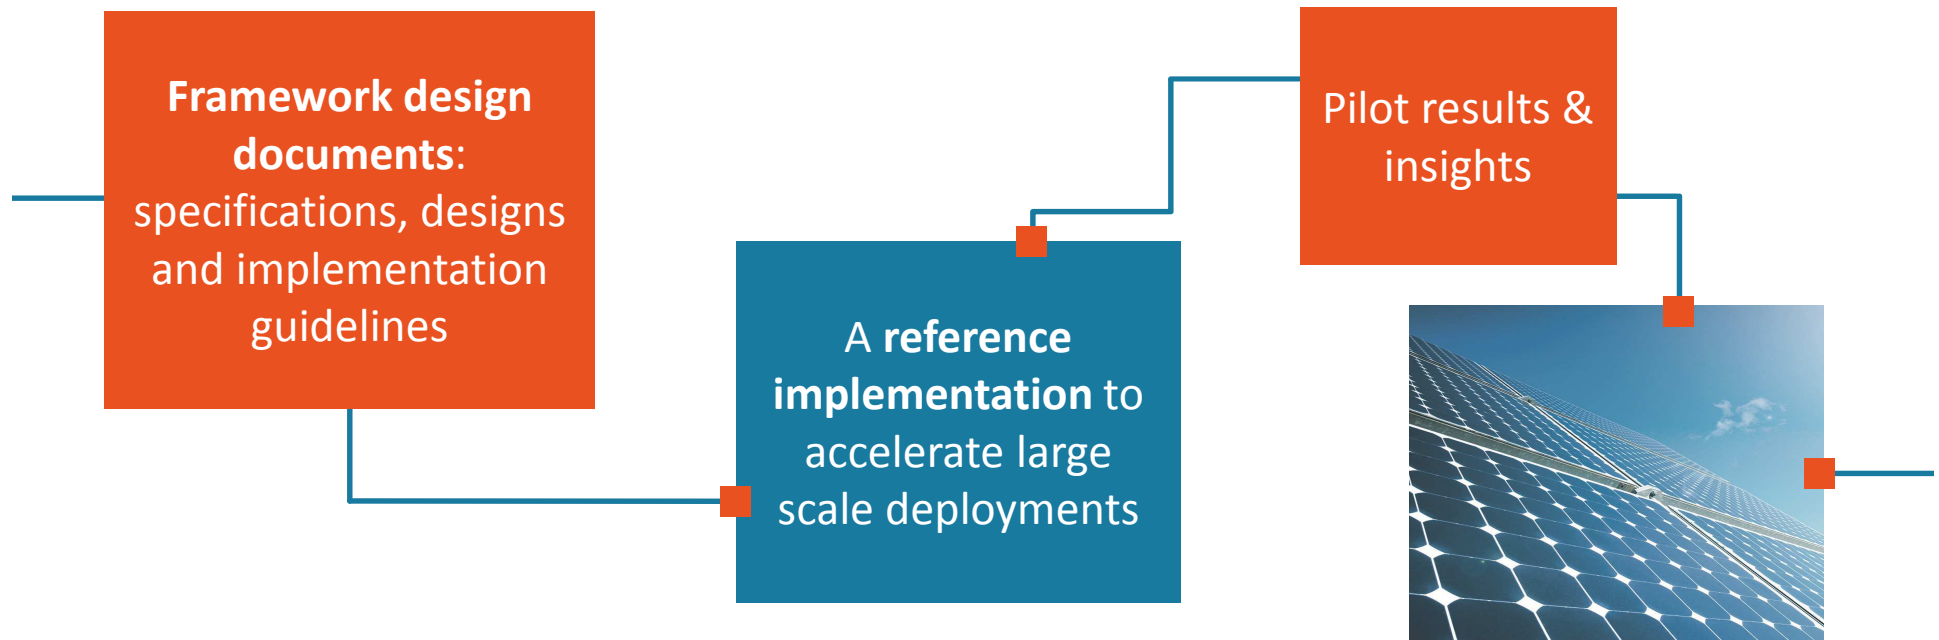 Framework design
documents:
specifications, designs
and implementation
guidelines
A reference
implementation to
accelerate large
scale deployments
Pilot results &
insights